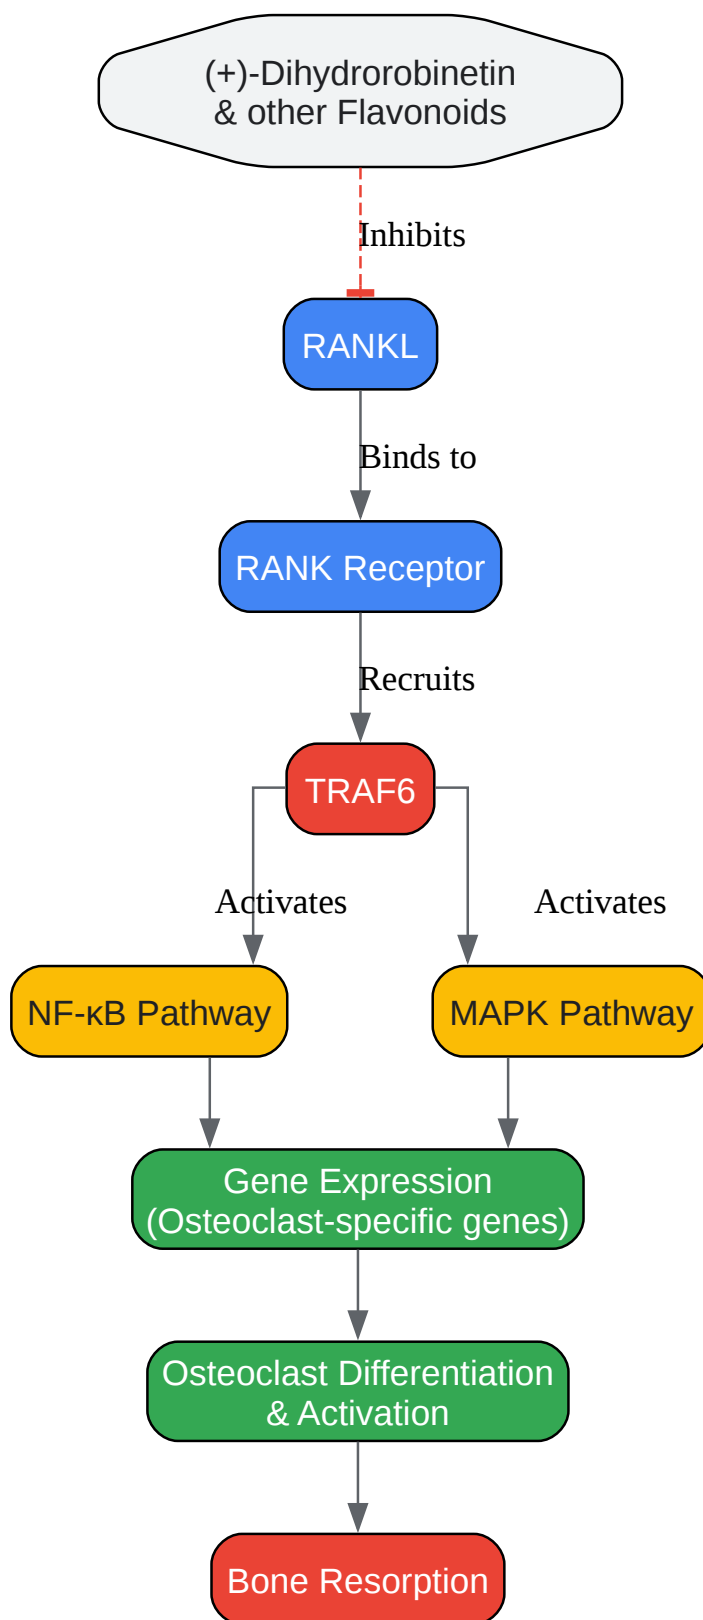 (+)-Dihydrorobinetin
& other Flavonoids
Inhibits
RANKL
Binds to
RANK Receptor
Recruits
TRAF6
Activates
Activates
NF-κB Pathway
MAPK Pathway
Gene Expression
(Osteoclast-specific genes)
Osteoclast Differentiation
& Activation
Bone Resorption